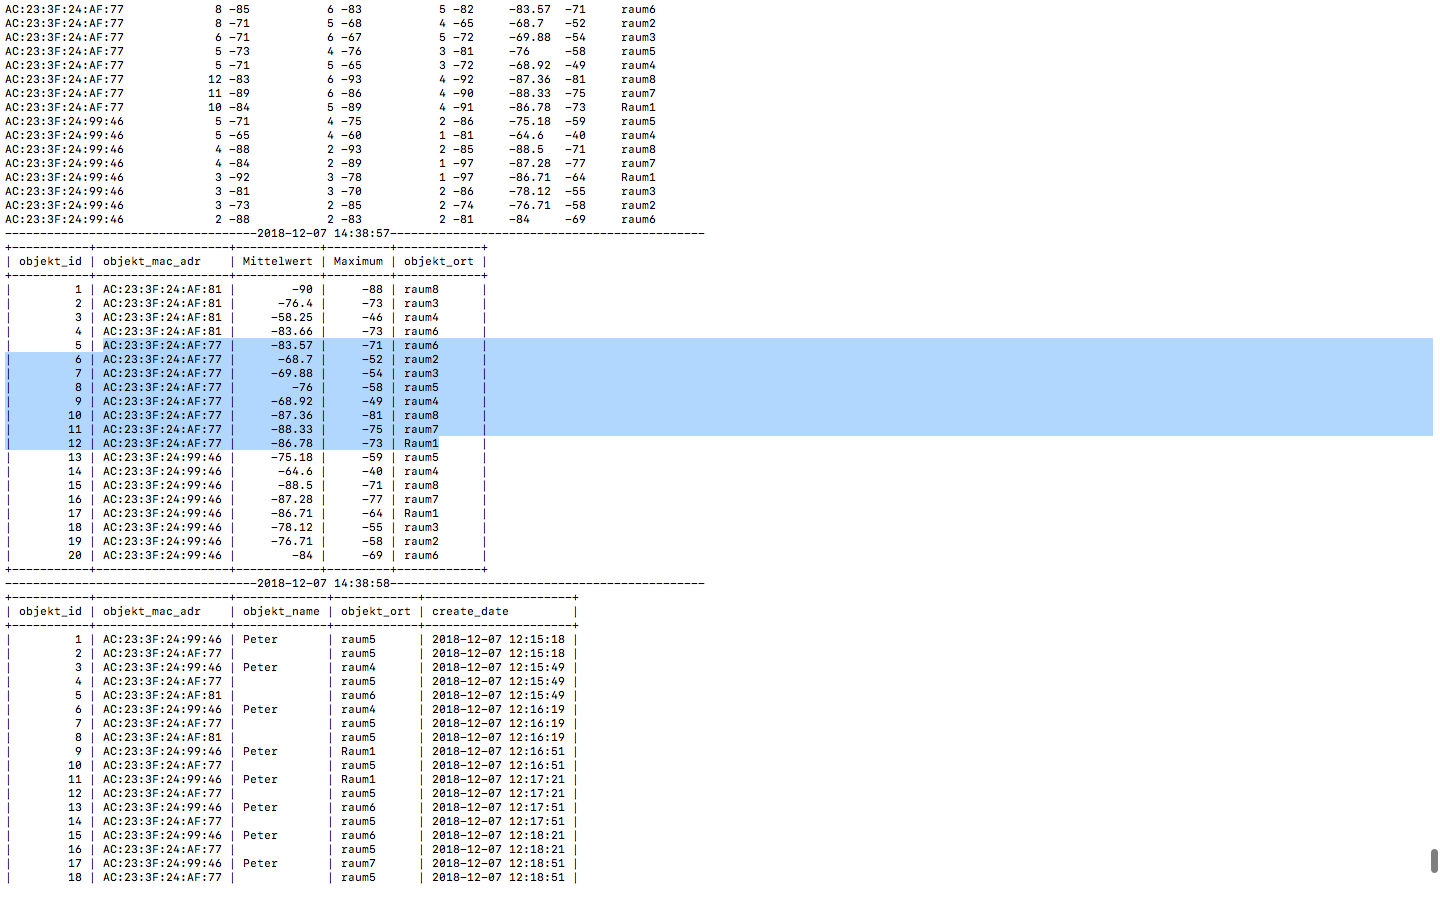 AC:23:3F:24:AF:77 8 -85 6 -83 5 -82 -83.57 -71 raum6
AC:23:3F:24:AF:77 8 -71 5 -68 4 -65 -68.7 -52 raum2
AC:23:3F:24:AF:77 6 -71 6 -67 5 -72 -69.88 -54 raum3
AC:23:3F:24:AF:77 5 -73 4 -76 3 -81 -76 -58 raum5
AC:23:3F:24:AF:77 5 -71 5 -65 3 -72 -68.92 -49 raum4
AC:23:3F:24:AF:77 12 -83 6 -93 4 -92 -87.36 -81 raum8
AC:23:3F:24:AF:77 11 -89 6 -86 4 -90 -88.33 -75 raum7
AC:23:3F:24:AF:77 10 -84 5 -89 4 -91 -86.78 -73 Raum1
AC:23:3F:24:99:46 5 -71 4 -75 2 -86 -75.18 -59 raum5
AC:23:3F:24:99:46 5 -65 4 -60 1 -81 -64.6 -40 raum4
AC:23:3F:24:99:46 4 -88 2 -93 2 -85 -88.5 -71 raum8
AC:23:3F:24:99:46 4 -84 2 -89 1 -97 -87.28 -77 raum7
AC:23:3F:24:99:46 3 -92 3 -78 1 -97 -86.71 -64 Raum1
AC:23:3F:24:99:46 3 -81 3 -70 2 -86 -78.12 -55 raum3
AC:23:3F:24:99:46 3 -73 2 -85 2 -74 -76.71 -58 raum2
AC:23:3F:24:99:46 2 -88 2 -83 2 -81 -84 -69 raum6
------------------------------------2018-12-07 14:38:57---------------------------------------------
+-----------+-------------------+------------+---------+------------+
| objekt_id | objekt_mac_adr | Mittelwert | Maximum | objekt_ort |
+-----------+-------------------+------------+---------+------------+
| 1 | AC:23:3F:24:AF:81 | -90 | -88 | raum8 |
| 2 | AC:23:3F:24:AF:81 | -76.4 | -73 | raum3 |
| 3 | AC:23:3F:24:AF:81 | -58.25 | -46 | raum4 |
| 4 | AC:23:3F:24:AF:81 | -83.66 | -73 | raum6 |
| 5 | AC:23:3F:24:AF:77 | -83.57 | -71 | raum6 |
| 6 | AC:23:3F:24:AF:77 | -68.7 | -52 | raum2 |
| 7 | AC:23:3F:24:AF:77 | -69.88 | -54 | raum3 |
| 8 | AC:23:3F:24:AF:77 | -76 | -58 | raum5 |
| 9 | AC:23:3F:24:AF:77 | -68.92 | -49 | raum4 |
| 10 | AC:23:3F:24:AF:77 | -87.36 | -81 | raum8 |
| 11 | AC:23:3F:24:AF:77 | -88.33 | -75 | raum7 |
| 12 | AC:23:3F:24:AF:77 | -86.78 | -73 | Raum1 |
| 13 | AC:23:3F:24:99:46 | -75.18 | -59 | raum5 |
| 14 | AC:23:3F:24:99:46 | -64.6 | -40 | raum4 |
| 15 | AC:23:3F:24:99:46 | -88.5 | -71 | raum8 |
| 16 | AC:23:3F:24:99:46 | -87.28 | -77 | raum7 |
| 17 | AC:23:3F:24:99:46 | -86.71 | -64 | Raum1 |
| 18 | AC:23:3F:24:99:46 | -78.12 | -55 | raum3 |
| 19 | AC:23:3F:24:99:46 | -76.71 | -58 | raum2 |
| 20 | AC:23:3F:24:99:46 | -84 | -69 | raum6 |
+-----------+-------------------+------------+---------+------------+
------------------------------------2018-12-07 14:38:58---------------------------------------------
+-----------+-------------------+-------------+------------+---------------------+
| objekt_id | objekt_mac_adr | objekt_name | objekt_ort | create_date |
+-----------+-------------------+-------------+------------+---------------------+
| 1 | AC:23:3F:24:99:46 | Peter | raum5 | 2018-12-07 12:15:18 |
| 2 | AC:23:3F:24:AF:77 | | raum5 | 2018-12-07 12:15:18 |
| 3 | AC:23:3F:24:99:46 | Peter | raum4 | 2018-12-07 12:15:49 |
| 4 | AC:23:3F:24:AF:77 | | raum5 | 2018-12-07 12:15:49 |
| 5 | AC:23:3F:24:AF:81 | | raum6 | 2018-12-07 12:15:49 |
| 6 | AC:23:3F:24:99:46 | Peter | raum4 | 2018-12-07 12:16:19 |
| 7 | AC:23:3F:24:AF:77 | | raum5 | 2018-12-07 12:16:19 |
| 8 | AC:23:3F:24:AF:81 | | raum5 | 2018-12-07 12:16:19 |
| 9 | AC:23:3F:24:99:46 | Peter | Raum1 | 2018-12-07 12:16:51 |
| 10 | AC:23:3F:24:AF:77 | | raum5 | 2018-12-07 12:16:51 |
| 11 | AC:23:3F:24:99:46 | Peter | Raum1 | 2018-12-07 12:17:21 |
| 12 | AC:23:3F:24:AF:77 | | raum5 | 2018-12-07 12:17:21 |
| 13 | AC:23:3F:24:99:46 | Peter | raum6 | 2018-12-07 12:17:51 |
| 14 | AC:23:3F:24:AF:77 | | raum5 | 2018-12-07 12:17:51 |
| 15 | AC:23:3F:24:99:46 | Peter | raum6 | 2018-12-07 12:18:21 |
| 16 | AC:23:3F:24:AF:77 | | raum5 | 2018-12-07 12:18:21 |
| 17 | AC:23:3F:24:99:46 | Peter | raum7 | 2018-12-07 12:18:51 |
| 18 | AC:23:3F:24:AF:77 | | raum5 | 2018-12-07 12:18:51 |